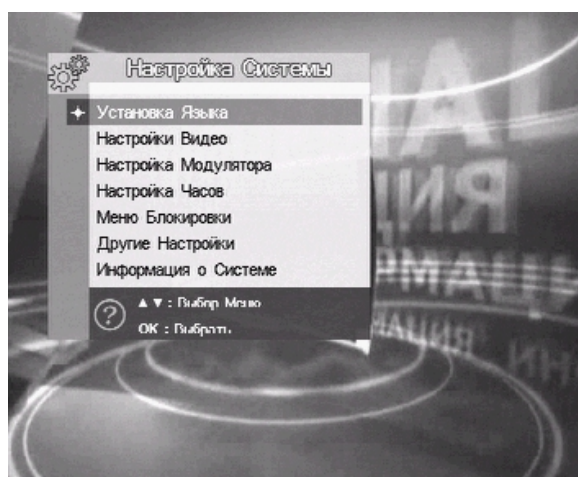 Настройка Системы
Установка Языка
Настройки Видео
Настройка Модулятора
Настройка Часов
Меню Блокировки
Другие Настройки
Информация о Системе
? ▲ ▼ : Выбор Меню
OK : Выбрать